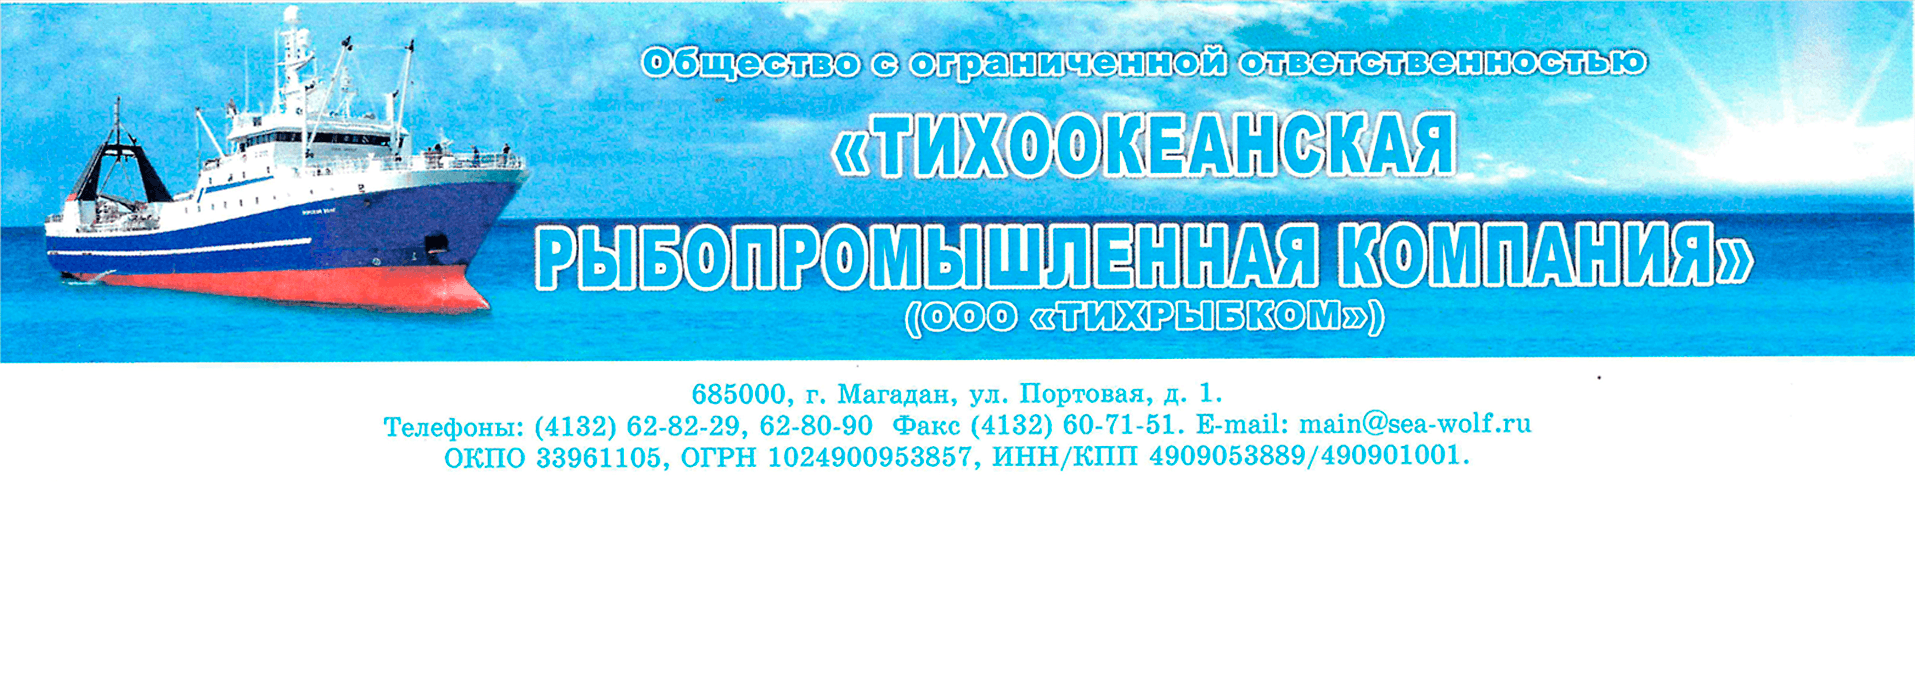 Общество с ограниченной ответственностью
«ТИХООКЕАНСКАЯ
РЫБОПРОМЫШЛЕННАЯ КОМПАНИЯ»
(ООО «ТИХРЫБКОМ»)
685000, г. Магадан, ул. Портовая, д. 1.
Телефоны: (4132) 62-82-29, 62-80-90 Факс (4132) 60-71-51. E-mail: main@sea-wolf.ru
ОКПО 33961105, ОГРН 1024900953857, ИНН/КПП 4909053889/490901001.